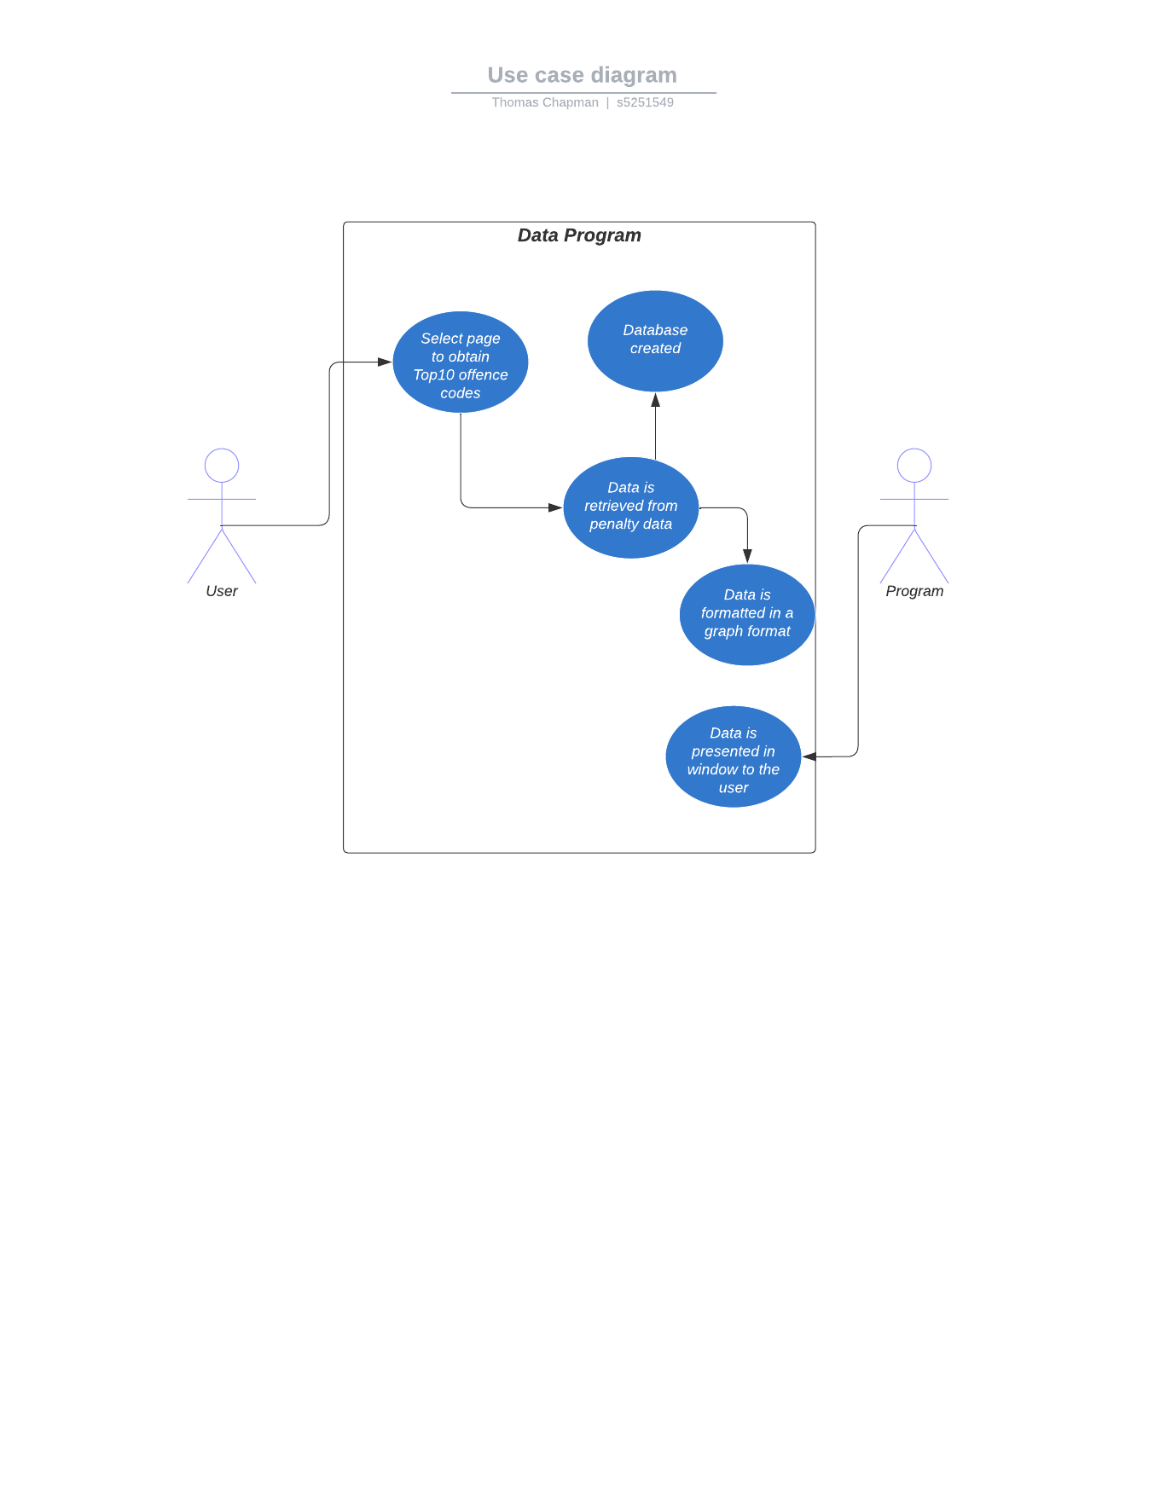 Use case diagram
Thomas Chapman | s5251549
Data Program
Select page
to obtain
Top10 offence
codes
Database
created
Data is
retrieved from
penalty data
User
Program
Data is
formatted in a
graph format
Data is
presented in
window to the
user